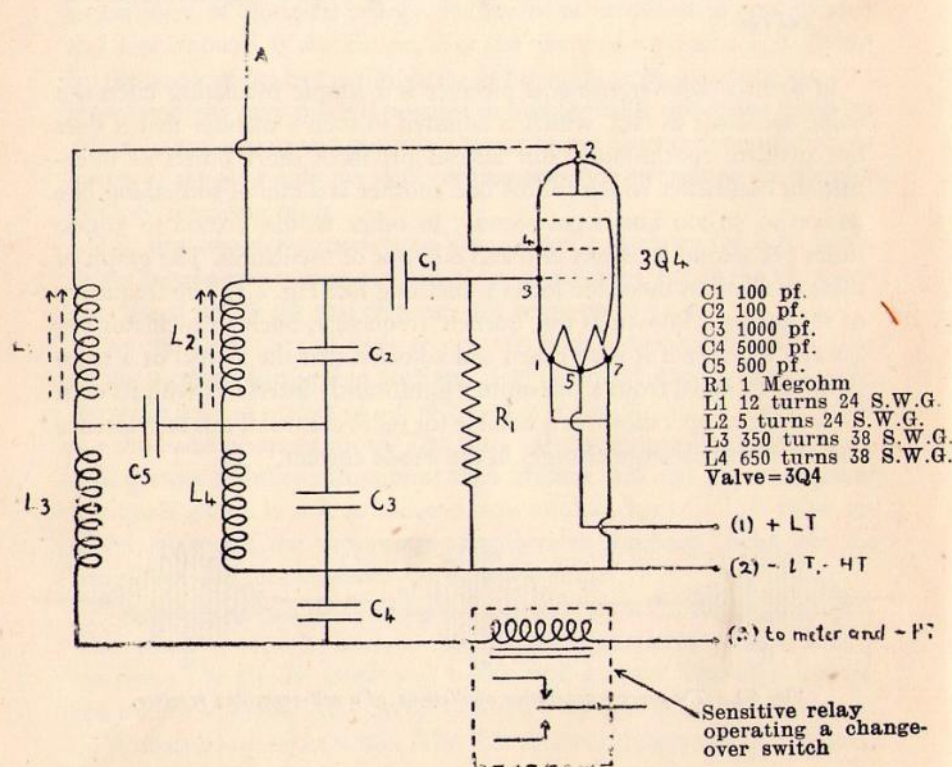 A
2
4
3
3Q4
C1
1
5
7
L2
C2
R1
C5
L3
L4
C3
C4
C1 100 pf.
C2 100 pf.
C3 1000 pf.
C4 5000 pf.
C5 500 pf.
R1 1 Megohm
L1 12 turns 24 S.W.G.
L2 5 turns 24 S.W.G.
L3 350 turns 38 S.W.G.
L4 650 turns 38 S.W.G.
Valve=3Q4
(1) + LT
(2) - LT, - HT
to meter and
Sensitive relay
operating a change-
over switch